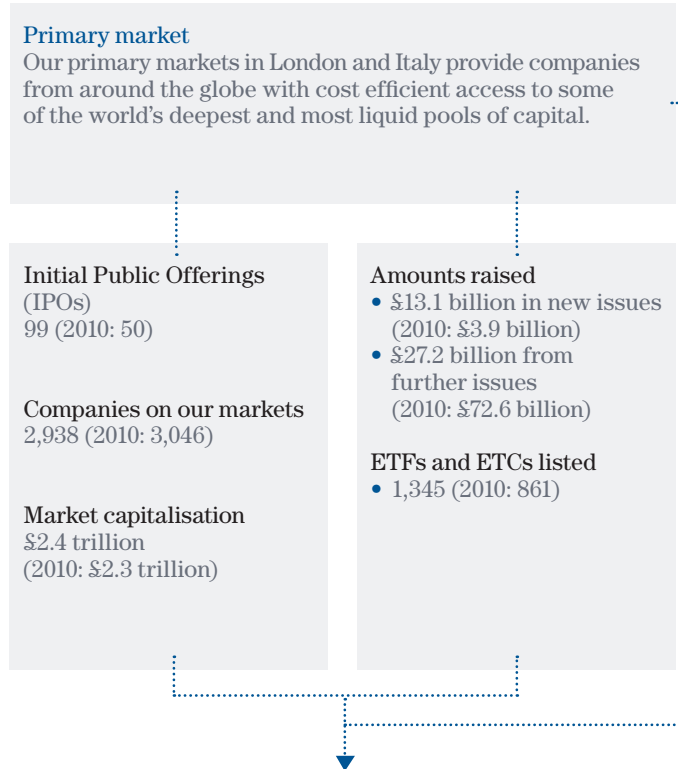 Primary market
Our primary markets in London and Italy provide companies
from around the globe with cost efficient access to some
of the world's deepest and most liquid pools of capital.
Initial Public Offerings
(IPOs)
99 (2010: 50)
Companies on our markets
2,938 (2010: 3,046)
Market capitalisation
£2.4 trillion
(2010: £2.3 trillion)
Amounts raised
• £13.1 billion in new issues
(2010: £3.9 billion)
• £27.2 billion from
further issues
(2010: £72.6 billion)
ETFs and ETCs listed
• 1,345 (2010: 861)